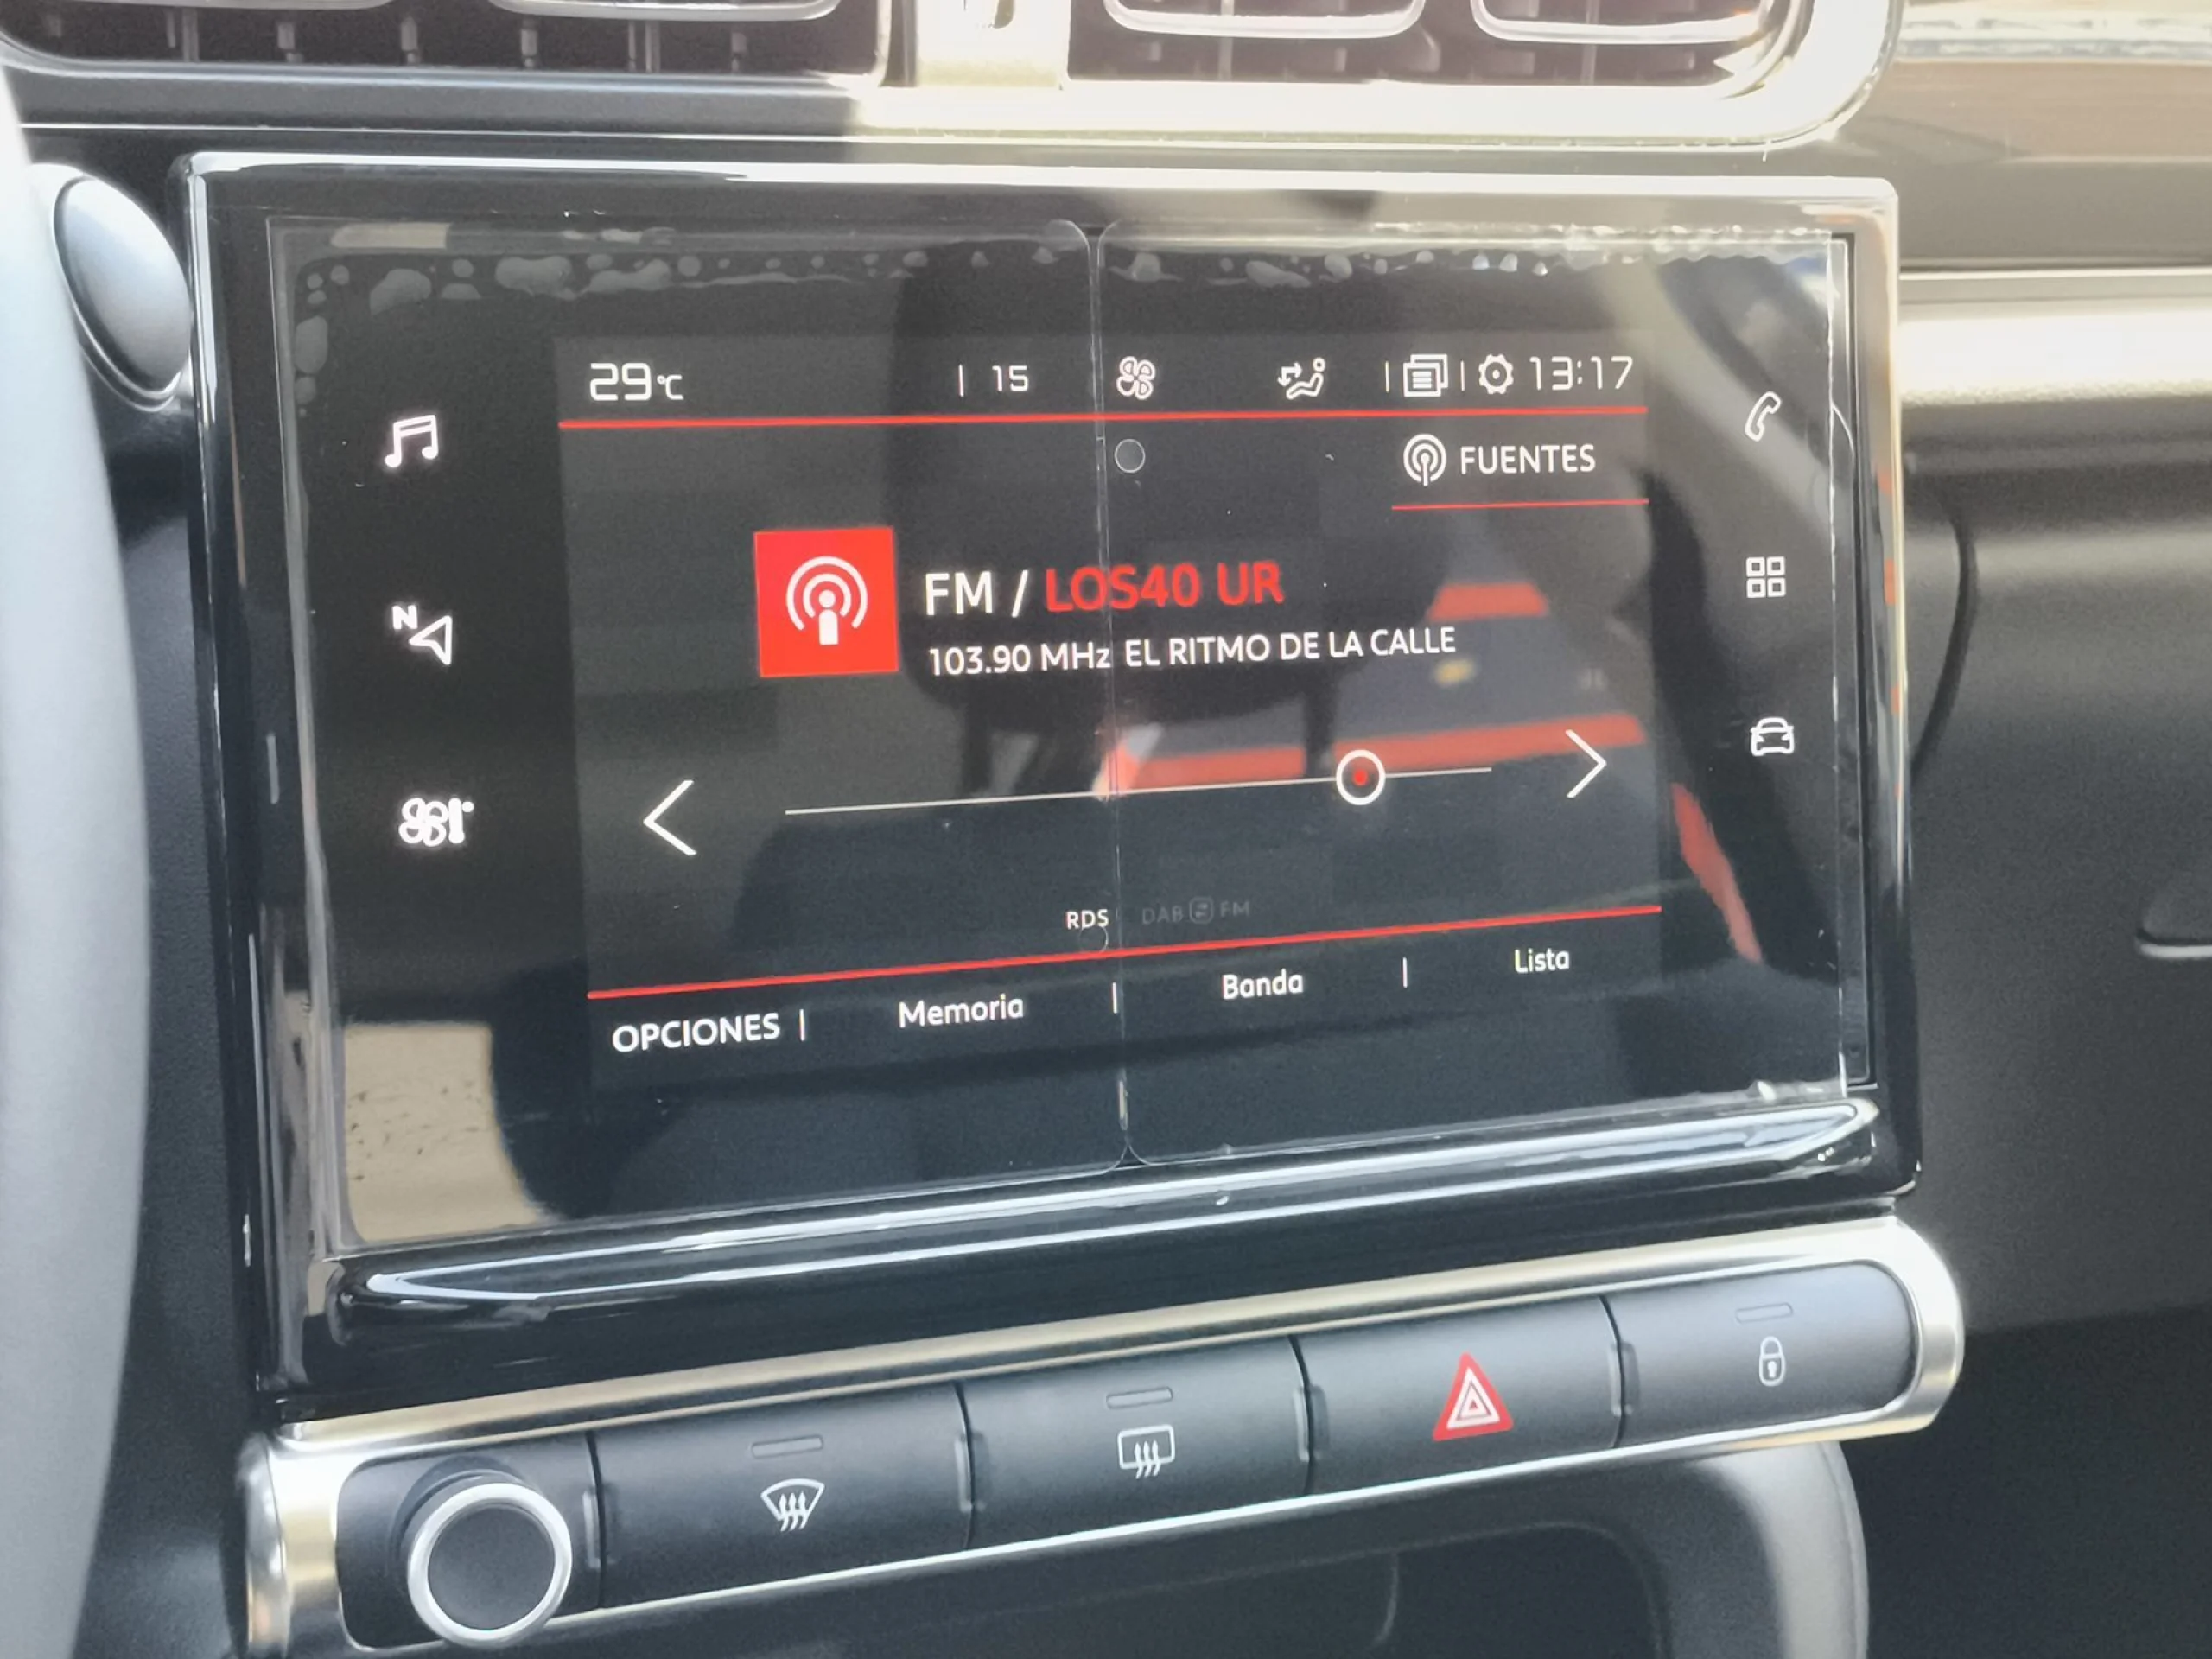 29°C | 15 | | 13:17
FUENTES
FM / LOS40 UR
103.90 MHz EL RITMO DE LA CALLE
RDS DAB FM
OPCIONES | Memoria | Banda | Lista
N